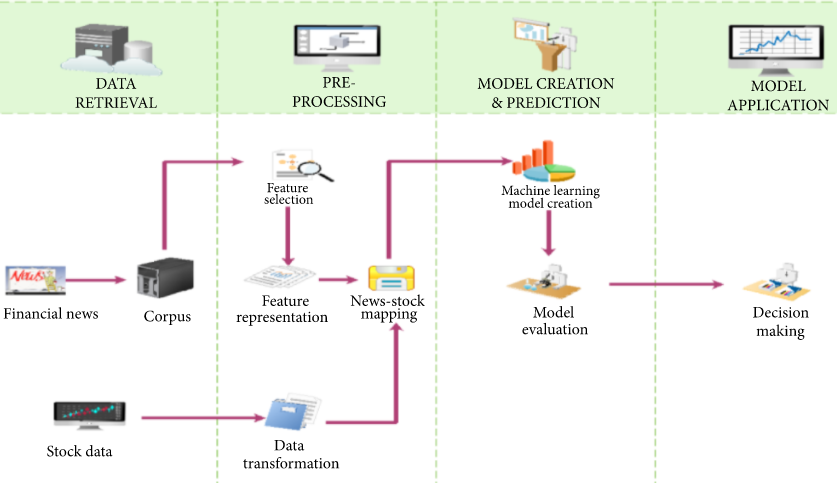 DATA
RETRIEVAL
PRE-
PROCESSING
MODEL CREATION
& PREDICTION
MODEL
APPLICATION
Feature
selection
Machine learning
model creation
News
Financial news
Corpus
Feature
representation
News-stock
mapping
Model
evaluation
Decision
making
Stock data
Data
transformation